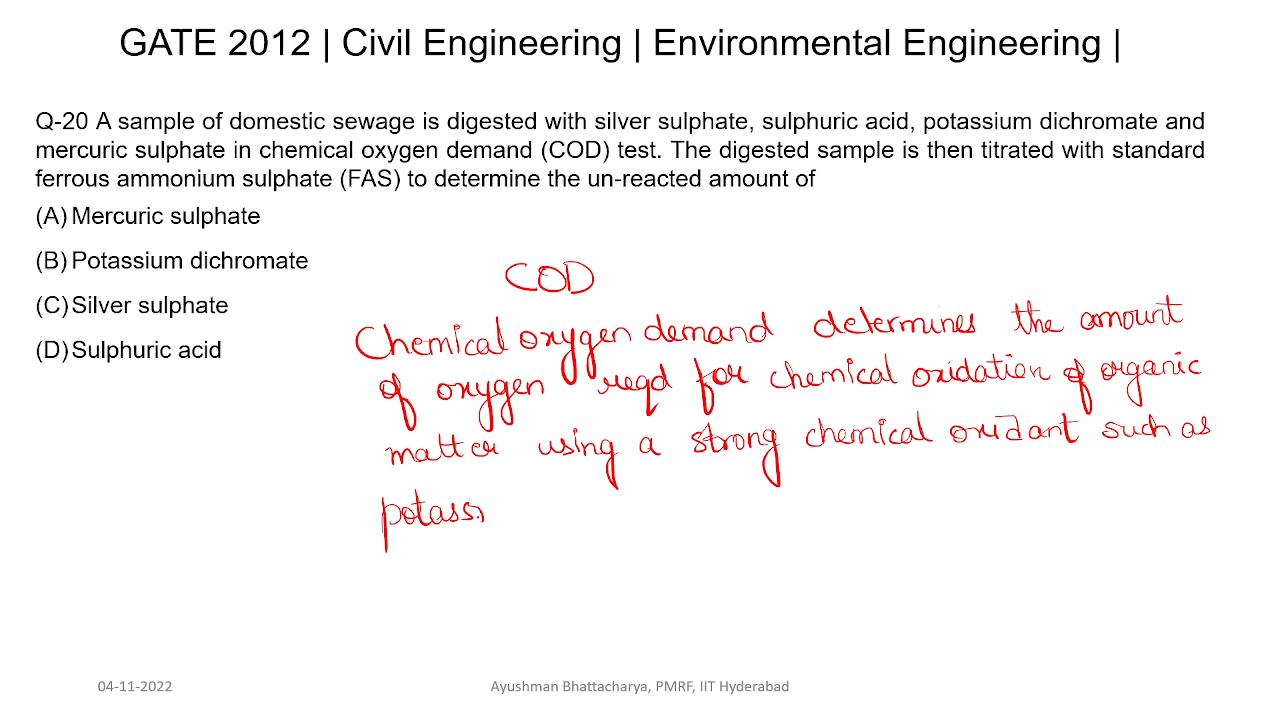 GATE 2012 | Civil Engineering | Environmental Engineering |
Q-20 A sample of domestic sewage is digested with silver sulphate, sulphuric acid, potassium dichromate and
mercuric sulphate in chemical oxygen demand (COD) test. The digested sample is then titrated with standard
ferrous ammonium sulphate (FAS) to determine the un-reacted amount of
(A) Mercuric sulphate
(B) Potassium dichromate
(C) Silver sulphate
(D) Sulphuric acid
COD
Chemical oxygen demand determines the amount
of oxygen reqd for chemical oxidation of organic
matter using a strong chemical oxidant such as
potassi
04-11-2022
Ayushman Bhattacharya, PMRF, IIT Hyderabad